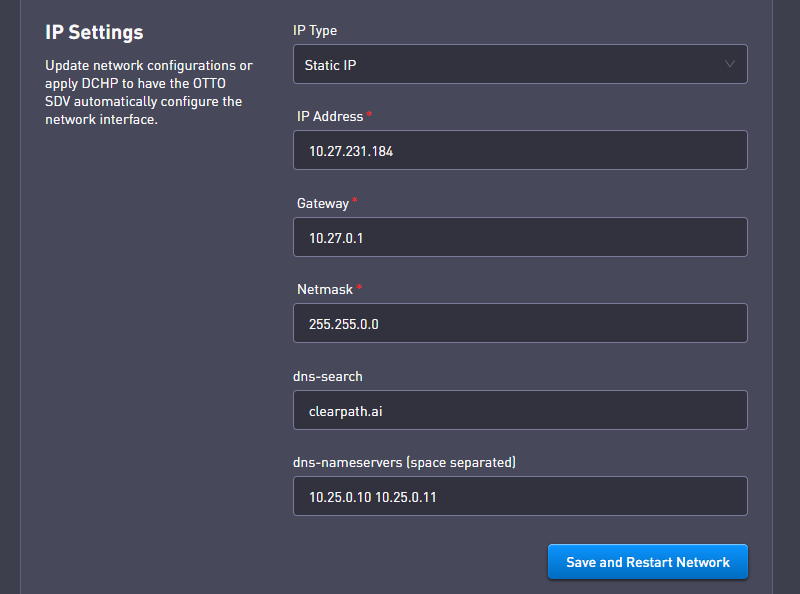 IP Settings
Update network configurations or
apply DCHP to have the OTTO
SDV automatically configure the
network interface.
IP Type
Static IP
IP Address *
10.27.231.184
Gateway *
10.27.0.1
Netmask *
255.255.0.0
dns-search
clearpath.ai
dns-nameservers (space separated)
10.25.0.10 10.25.0.11
Save and Restart Network